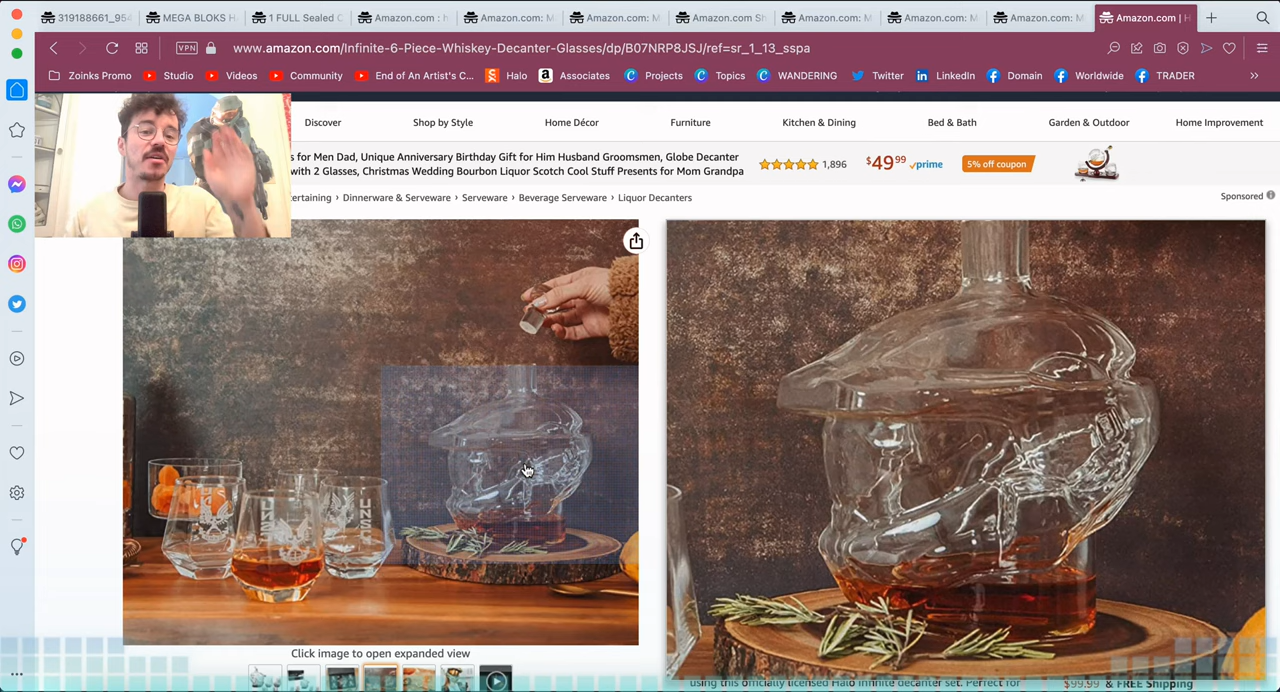 319188661_954
MEGA BLOKS H
1 FULL Sealed C
Amazon.com : h
Amazon.com: M
Amazon.com: M
Amazon.com Sh
Amazon.com: M
Amazon.com: M
Amazon.com: M
Amazon.com | H
VPN
www.amazon.com/Infinite-6-Piece-Whiskey-Decanter-Glasses/dp/B07NRP8JSJ/ref=sr_1_13_sspa
Zoinks Promo Studio Videos Community End of An Artist's C... Halo Associates Projects Topics WANDERING Twitter LinkedIn Domain Worldwide TRADER
Discover Shop by Style Home Décor Furniture Kitchen & Dining Bed & Bath Garden & Outdoor Home Improvement
s for Men Dad, Unique Anniversary Birthday Gift for Him Husband Groomsmen, Globe Decanter
with 2 Glasses, Christmas Wedding Bourbon Liquor Scotch Cool Stuff Presents for Mom Grandpa
1,896 $49.99 prime 5% off coupon
ertaining › Dinnerware & Serveware › Serveware › Beverage Serveware › Liquor Decanters
Sponsored
UNSC
Click image to open expanded view
using this officially licensed Halo Infinite decanter set. Perfect for
$99.99 & FREE Shipping